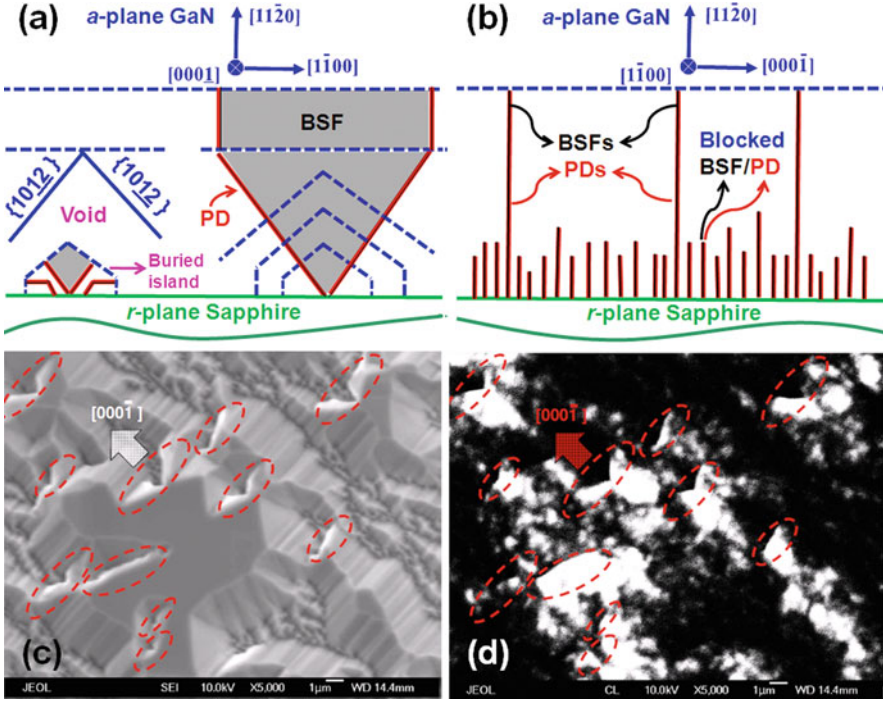 (a)
a-plane GaN
[112̄0]
[0001̲]
[11̄00]
BSF
{101̲2̲}
{101̲2̲}
Void
PD
Buried
island
r-plane Sapphire
(b)
a-plane GaN
[112̄0]
[11̄00]
[0001̄]
BSFs
PDs
Blocked
BSF/PD
r-plane Sapphire
[0001̄]
(c)
JEOL SEI 10.0kV X5,000 1μm WD 14.4mm
[0001̄]
(d)
JEOL CL 10.0kV X5,000 1μm WD 14.4mm